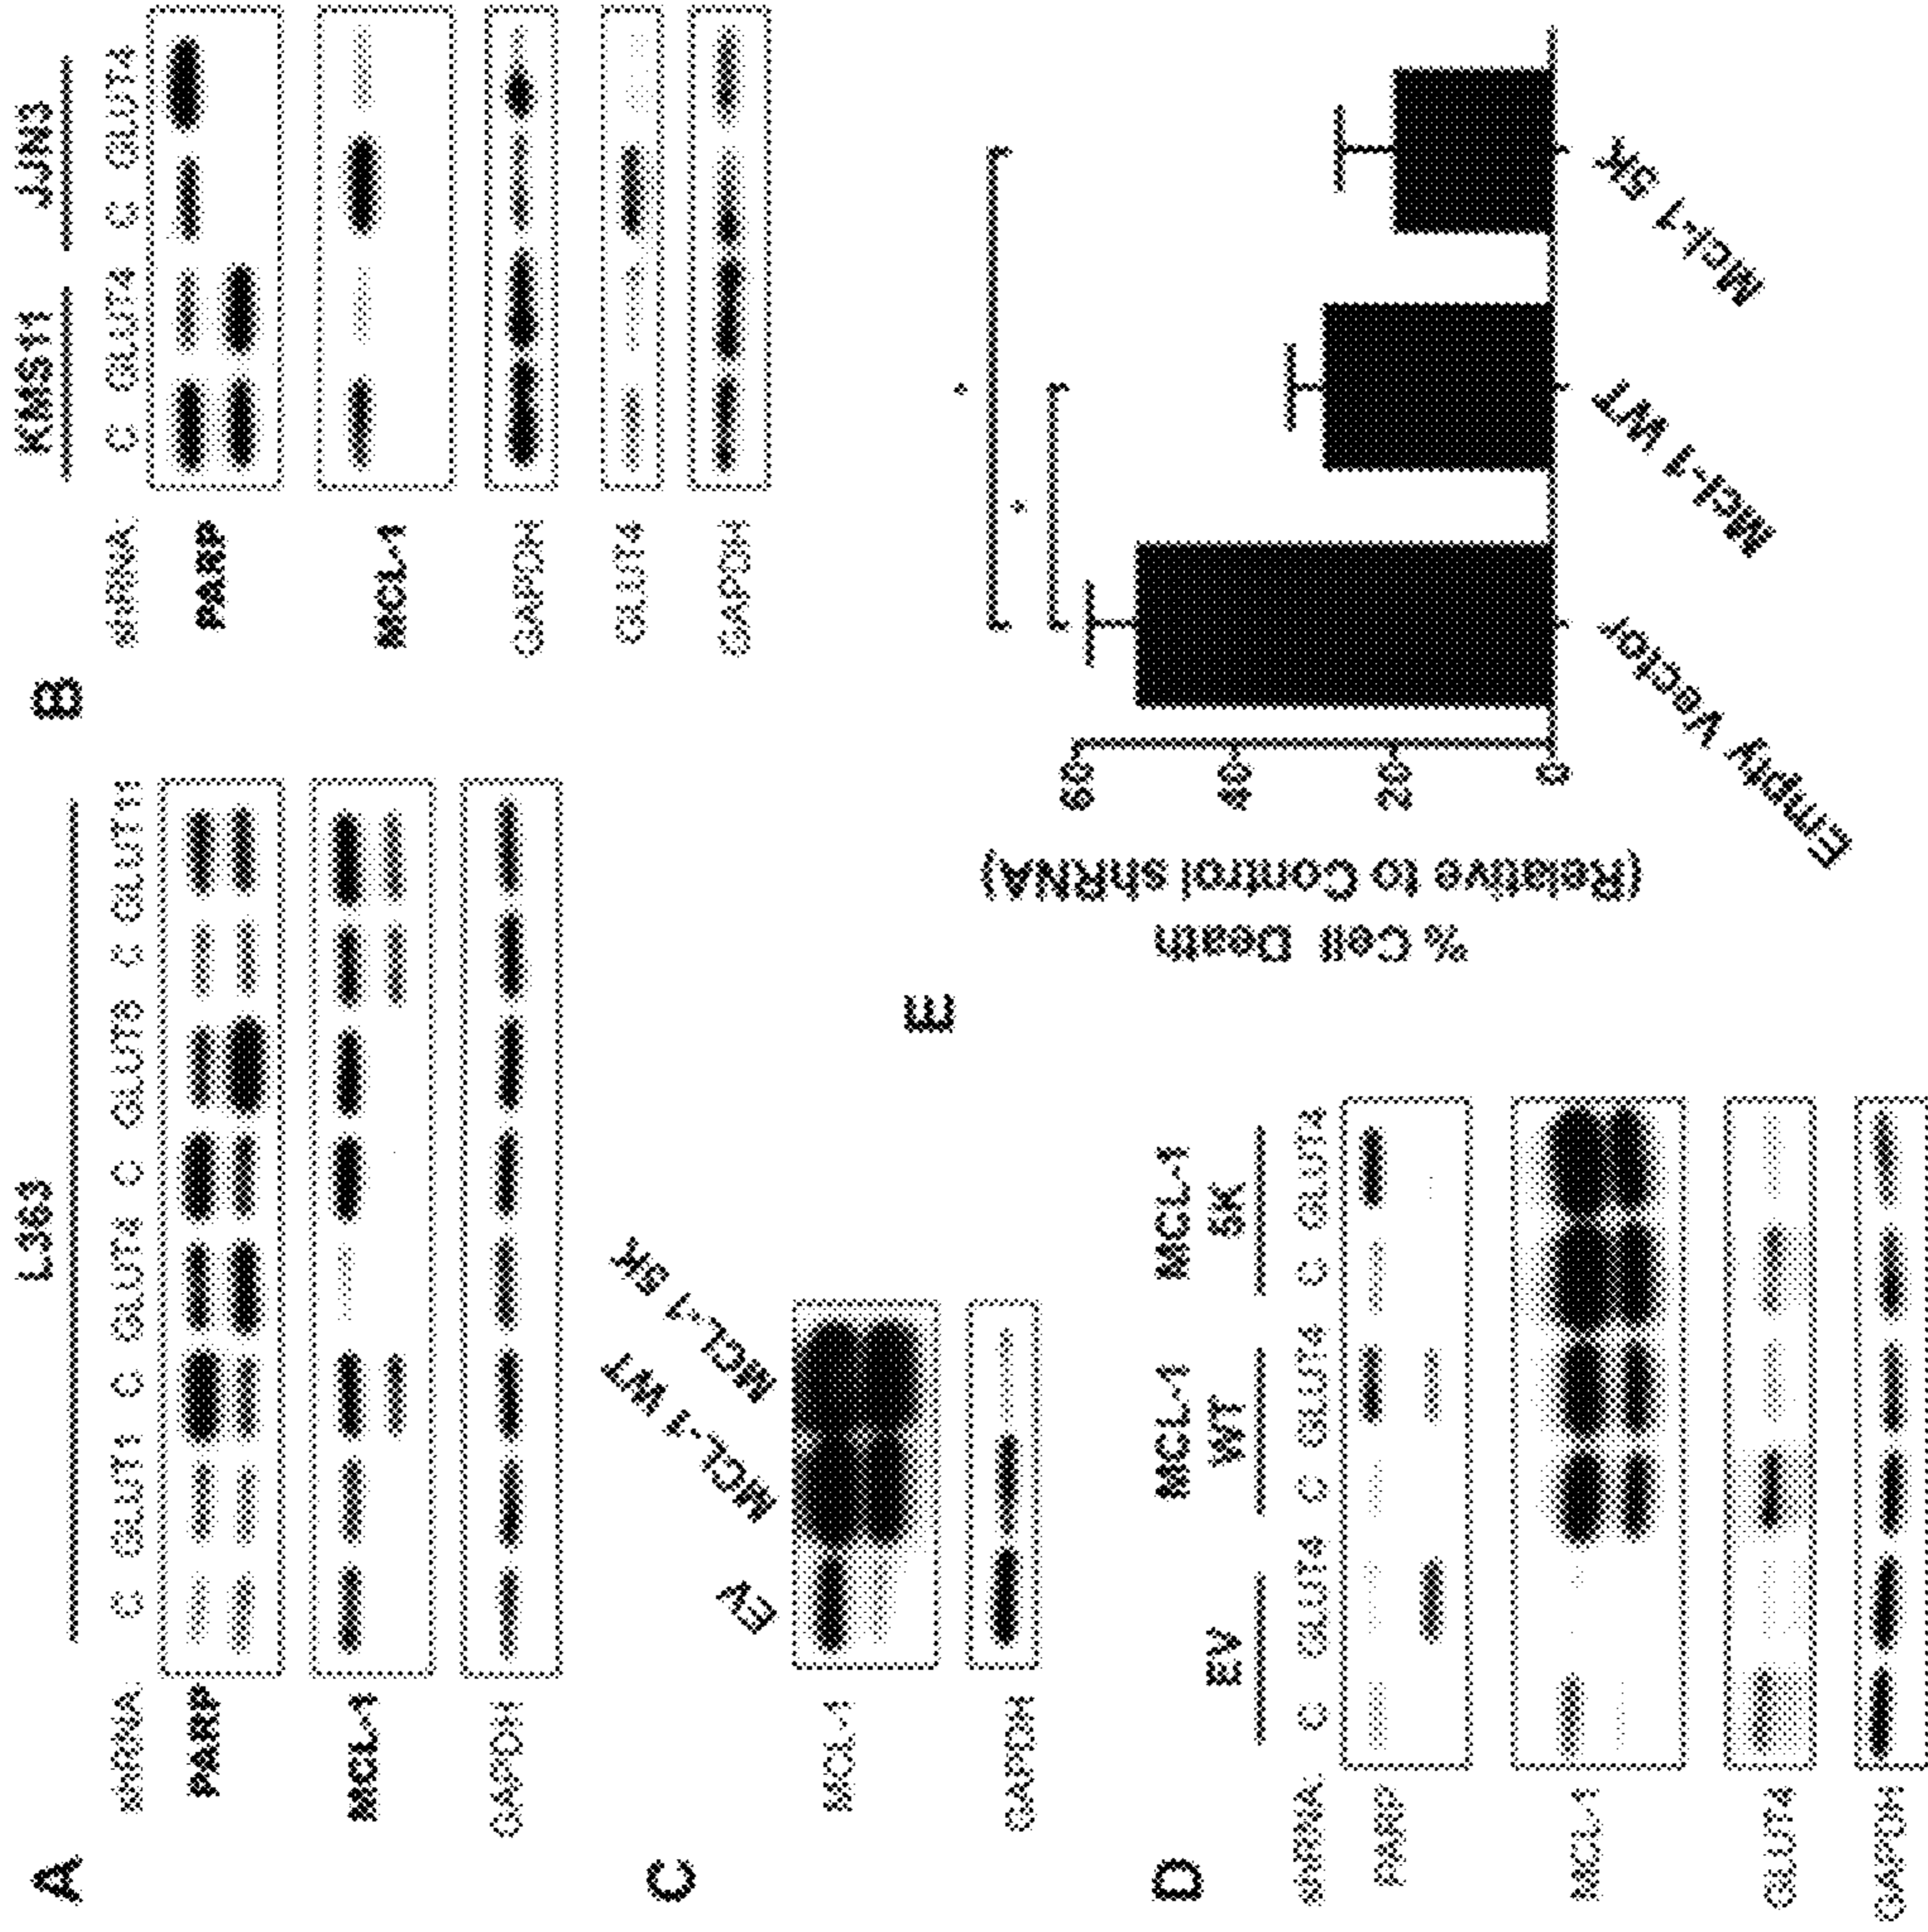 A
L363
shRNA C GLUT1 C GLUT4 C GLUT8 C GLUT11
PARP
MCL-1
GAPDH
B
KMS11 JJN3
shRNA C GLUT4 C GLUT4
PARP
MCL-1
GAPDH
GLUT4
GAPDH
C
EV MCL-1 WT MCL-1 5K
MCL-1
GAPDH
D
EV MCL-1 WT MCL-1 5K
shRNA C GLUT4 C GLUT4 C GLUT4
PARP
MCL-1
GLUT4
GAPDH
E
% Cell Death
(Relative to Control shRNA)
60
40
20
0
* *
Empty Vector
Mcl-1 WT
Mcl-1 5K